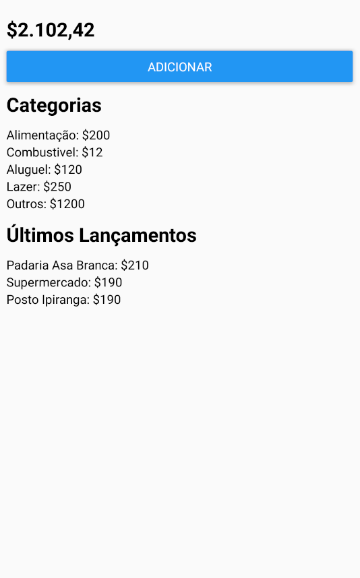 $2.102,42
ADICIONAR
Categorias
Alimentação: $200
Combustivel: $12
Aluguel: $120
Lazer: $250
Outros: $1200
Últimos Lançamentos
Padaria Asa Branca: $210
Supermercado: $190
Posto Ipiranga: $190